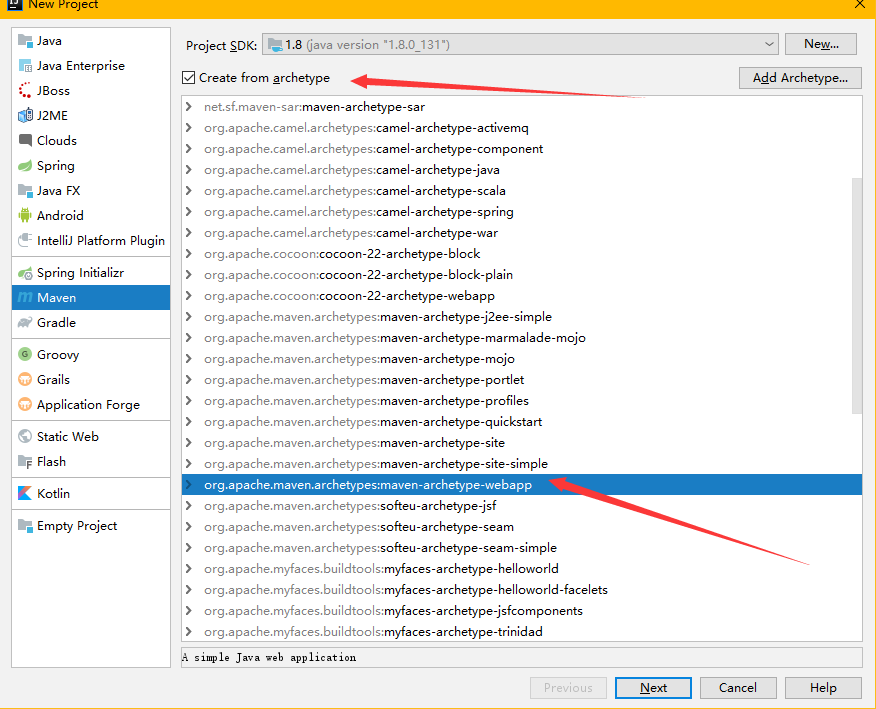 New Project
Java
Java Enterprise
JBoss
J2ME
Clouds
Spring
Java FX
Android
IntelliJ Platform Plugin
Spring Initializr
Maven
Gradle
Groovy
Grails
Application Forge
Static Web
Flash
Kotlin
Empty Project
Project SDK: 1.8 (java version "1.8.0_131") New...
Create from archetype Add Archetype...
net.sf.maven-sar:maven-archetype-sar
org.apache.camel.archetypes:camel-archetype-activemq
org.apache.camel.archetypes:camel-archetype-component
org.apache.camel.archetypes:camel-archetype-java
org.apache.camel.archetypes:camel-archetype-scala
org.apache.camel.archetypes:camel-archetype-spring
org.apache.camel.archetypes:camel-archetype-war
org.apache.cocoon:cocoon-22-archetype-block
org.apache.cocoon:cocoon-22-archetype-block-plain
org.apache.cocoon:cocoon-22-archetype-webapp
org.apache.maven.archetypes:maven-archetype-j2ee-simple
org.apache.maven.archetypes:maven-archetype-marmalade-mojo
org.apache.maven.archetypes:maven-archetype-mojo
org.apache.maven.archetypes:maven-archetype-portlet
org.apache.maven.archetypes:maven-archetype-profiles
org.apache.maven.archetypes:maven-archetype-quickstart
org.apache.maven.archetypes:maven-archetype-site
org.apache.maven.archetypes:maven-archetype-site-simple
org.apache.maven.archetypes:maven-archetype-webapp
org.apache.maven.archetypes:softeu-archetype-jsf
org.apache.maven.archetypes:softeu-archetype-seam
org.apache.maven.archetypes:softeu-archetype-seam-simple
org.apache.myfaces.buildtools:myfaces-archetype-helloworld
org.apache.myfaces.buildtools:myfaces-archetype-helloworld-facelets
org.apache.myfaces.buildtools:myfaces-archetype-jsfcomponents
org.apache.myfaces.buildtools:myfaces-archetype-trinidad
A simple Java web application
Previous Next Cancel Help